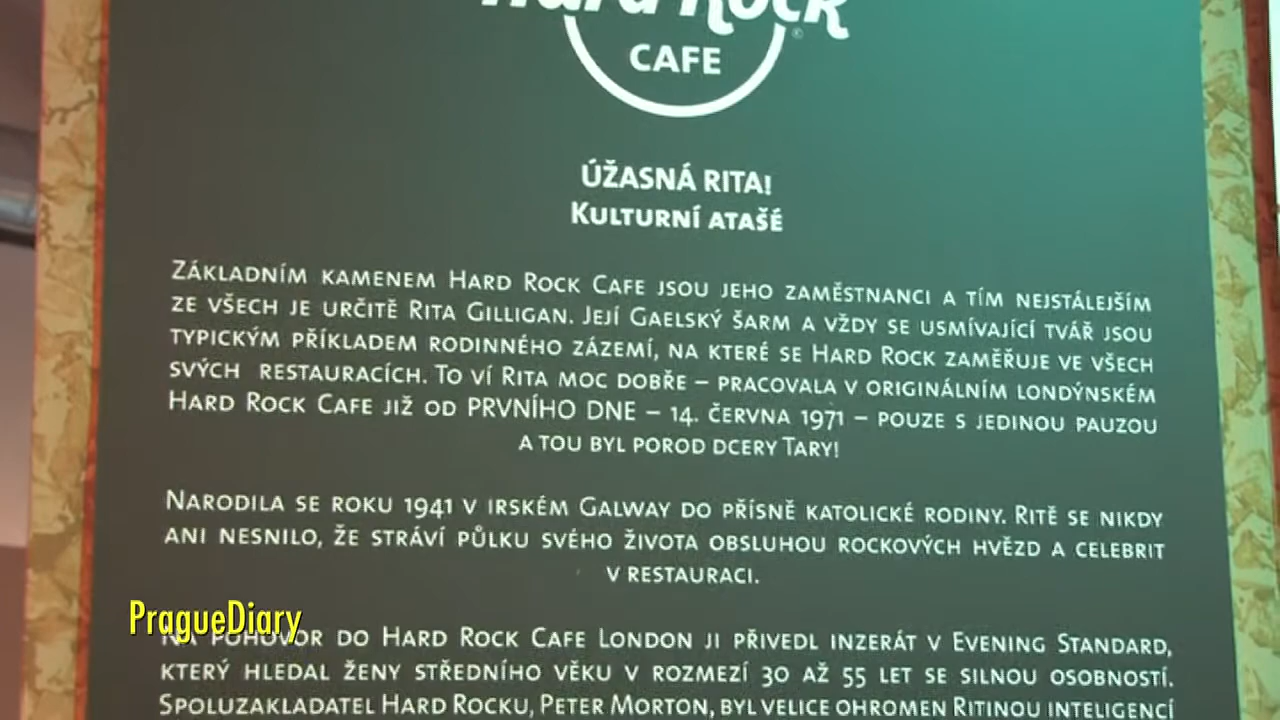 Hard Rock
CAFE
ÚŽASNÁ RITA!
KULTURNÍ ATAŠÉ
ZÁKLADNÍM KAMENEM HARD ROCK CAFE JSOU JEHO ZAMĚSTNANCI A TÍM NEJSTÁLEJŠÍM
ZE VŠECH JE URČITĚ RITA GILLIGAN. JEJÍ GAELSKÝ ŠARM A VŽDY SE USMÍVAJÍCÍ TVÁŘ JSOU
TYPICKÝM PŘÍKLADEM RODINNÉHO ZÁZEMÍ, NA KTERÉ SE HARD ROCK ZAMĚŘUJE VE VŠECH
SVÝCH RESTAURACÍCH. TO VÍ RITA MOC DOBŘE – PRACOVALA V ORIGINÁLNÍM LONDÝNSKÉM
HARD ROCK CAFE JIŽ OD PRVNÍHO DNE – 14. ČERVNA 1971 – POUZE S JEDINOU PAUZOU
A TOU BYL POROD DCERY TARY!
NARODILA SE ROKU 1941 V IRSKÉM GALWAY DO PŘÍSNĚ KATOLICKÉ RODINY. RITĚ SE NIKDY
ANI NESNILO, ŽE STRÁVÍ PŮLKU SVÉHO ŽIVOTA OBSLUHOU ROCKOVÝCH HVĚZD A CELEBRIT
V RESTAURACI.
PragueDiary
NA POHOVOR DO HARD ROCK CAFE LONDON JI PŘIVEDL INZERÁT V EVENING STANDARD,
KTERÝ HLEDAL ŽENY STŘEDNÍHO VĚKU V ROZMEZÍ 30 AŽ 55 LET SE SILNOU OSOBNOSTÍ.
SPOLUZAKLADATEL HARD ROCKU, PETER MORTON, BYL VELICE OHROMEN RITINOU INTELIGENCÍ